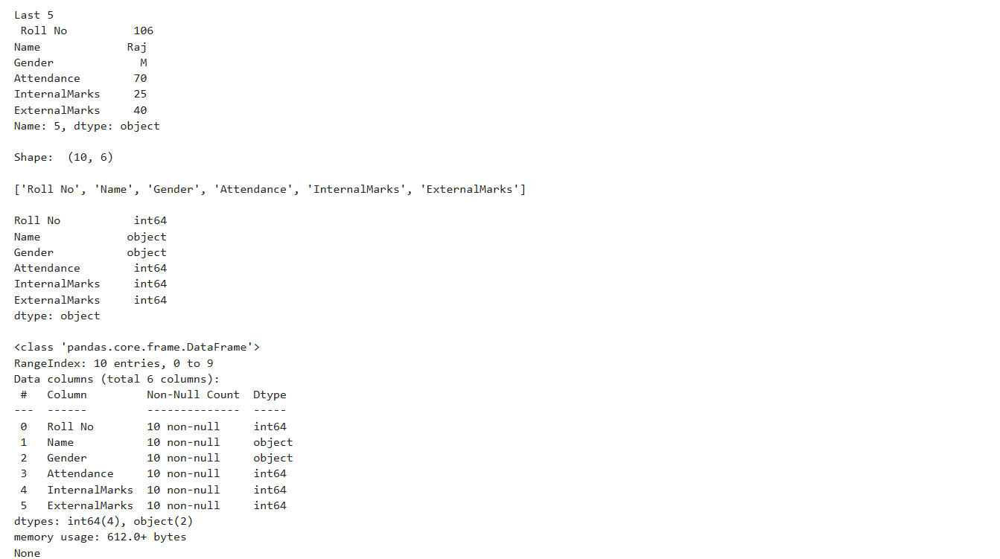 Last 5
 Roll No          106
Name             Raj
Gender             M
Attendance        70
InternalMarks     25
ExternalMarks     40
Name: 5, dtype: object

Shape:  (10, 6)

['Roll No', 'Name', 'Gender', 'Attendance', 'InternalMarks', 'ExternalMarks']

Roll No           int64
Name             object
Gender           object
Attendance        int64
InternalMarks     int64
ExternalMarks     int64
dtype: object

<class 'pandas.core.frame.DataFrame'>
RangeIndex: 10 entries, 0 to 9
Data columns (total 6 columns):
 #   Column         Non-Null Count  Dtype
---  ------         --------------  -----
 0   Roll No        10 non-null     int64
 1   Name           10 non-null     object
 2   Gender         10 non-null     object
 3   Attendance     10 non-null     int64
 4   InternalMarks  10 non-null     int64
 5   ExternalMarks  10 non-null     int64
dtypes: int64(4), object(2)
memory usage: 612.0+ bytes
None